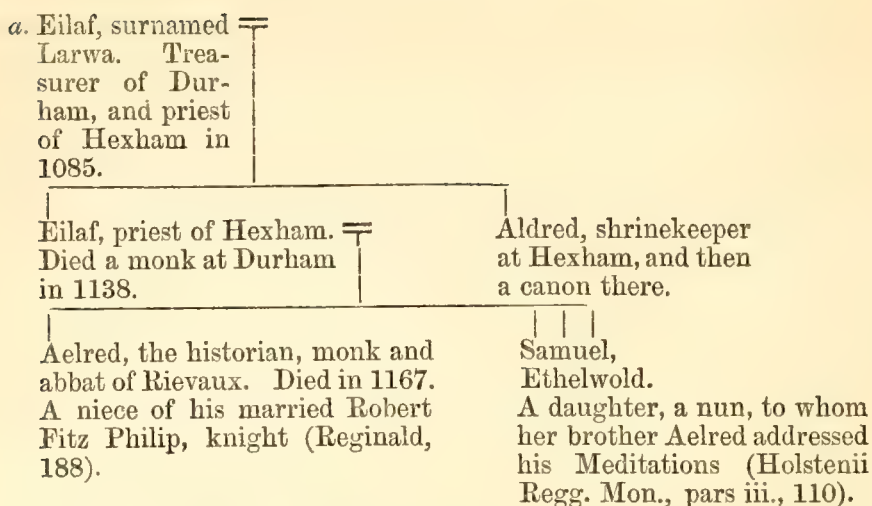 a. Eilaf, surnamed
Larwa. Trea-
surer of Dur-
ham, and priest
of Hexham in
1085.
Eilaf, priest of Hexham.
Died a monk at Durham
in 1138.
Aldred, shrinekeeper
at Hexham, and then
a canon there.
Aelred, the historian, monk and
abbat of Rievaux. Died in 1167.
A niece of his married Robert
Fitz Philip, knight (Reginald,
188).
Samuel,
Ethelwold.
A daughter, a nun, to whom
her brother Aelred addressed
his Meditations (Holstenii
Regg. Mon., pars iii., 110).